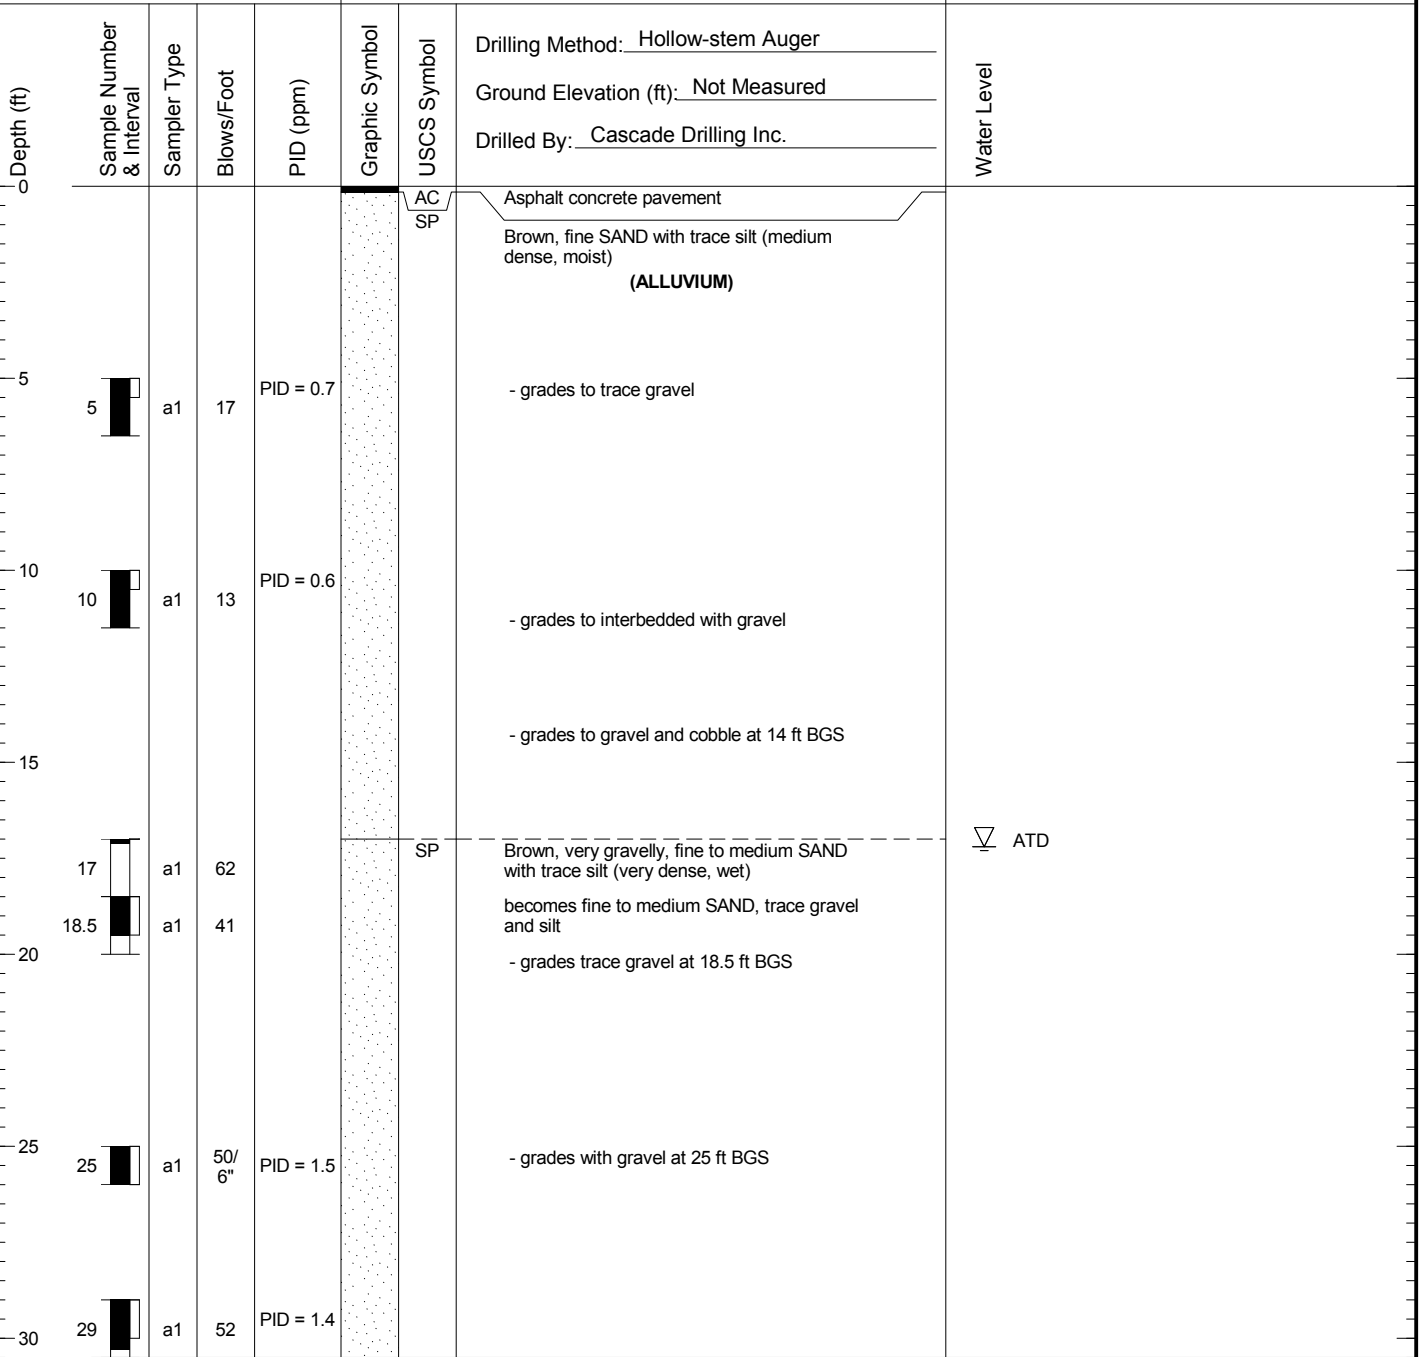 Depth (ft)
Sample Number
& Interval
Sampler Type
Blows/Foot
PID (ppm)
Graphic Symbol
USCS Symbol
Drilling Method: Hollow-stem Auger
Ground Elevation (ft): Not Measured
Drilled By: Cascade Drilling Inc.
Water Level
0
AC
Asphalt concrete pavement
SP
Brown, fine SAND with trace silt (medium
dense, moist)
(ALLUVIUM)
5
PID = 0.7
- grades to trace gravel
5 a1 17
10
PID = 0.6
10 a1 13
- grades to interbedded with gravel
- grades to gravel and cobble at 14 ft BGS
15
ATD
SP
Brown, very gravelly, fine to medium SAND
with trace silt (very dense, wet)
17 a1 62
becomes fine to medium SAND, trace gravel
and silt
18.5 a1 41
20
- grades trace gravel at 18.5 ft BGS
25
25 a1 50/
6"
PID = 1.5
- grades with gravel at 25 ft BGS
PID = 1.4
29 a1 52
30